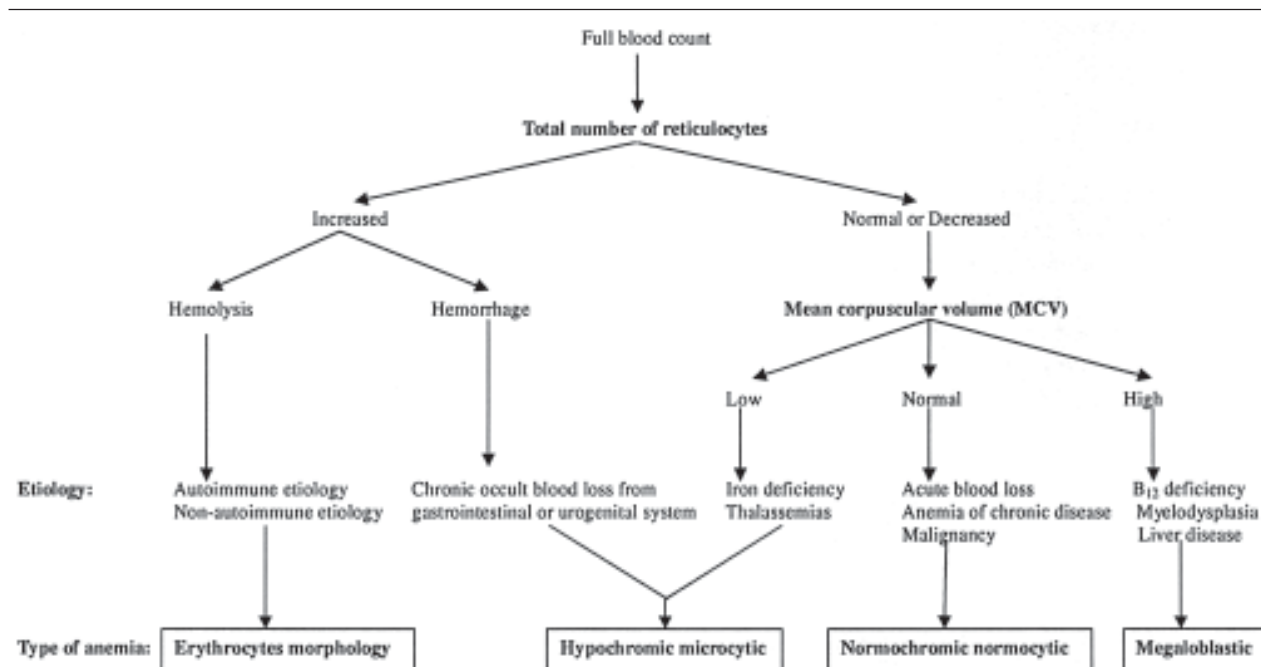 Full blood count
Total number of reticulocytes
Increased
Normal or Decreased
Hemolysis
Hemorrhage
Mean corpuscular volume (MCV)
Low
Normal
High
Etiology:
Autoimmune etiology
Non-autoimmune etiology
Chronic occult blood loss from
gastrointestinal or urogenital system
Iron deficiency
Thalassemias
Acute blood loss
Anemia of chronic disease
Malignancy
B₁₂ deficiency
Myelodysplasia
Liver disease
Type of anemia:
Erythrocytes morphology
Hypochromic microcytic
Normochromic normocytic
Megaloblastic